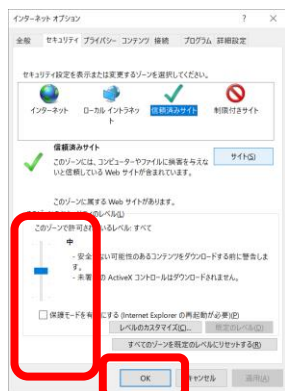 インターネット オプション ? ×
全般 セキュリティ プライバシー コンテンツ 接続 プログラム 詳細設定
セキュリティ設定を表示または変更するゾーンを選択してください。
インターネット ローカル イントラネット 信頼済みサイト 制限付きサイト
信頼済みサイト
このゾーンには、コンピューターやファイルに損害を与えな
いと信頼している Web サイトが含まれています。
サイト(S)
このゾーンに属する Web サイトがあります。
のレベル(L)
このゾーンで許可されているレベル: すべて
中
- 安全 ない可能性のあるコンテンツをダウンロードする前に警告しま
す。
- 未署 の ActiveX コントロールはダウンロードされません。
保護モードを有 にする (Internet Explorer の再起動が必要)(P)
レベルのカスタマイズ(C)... 既定のレベル(D)
すべてのゾーンを既定のレベルにリセットする(R)
OK キャンセル 適用(A)